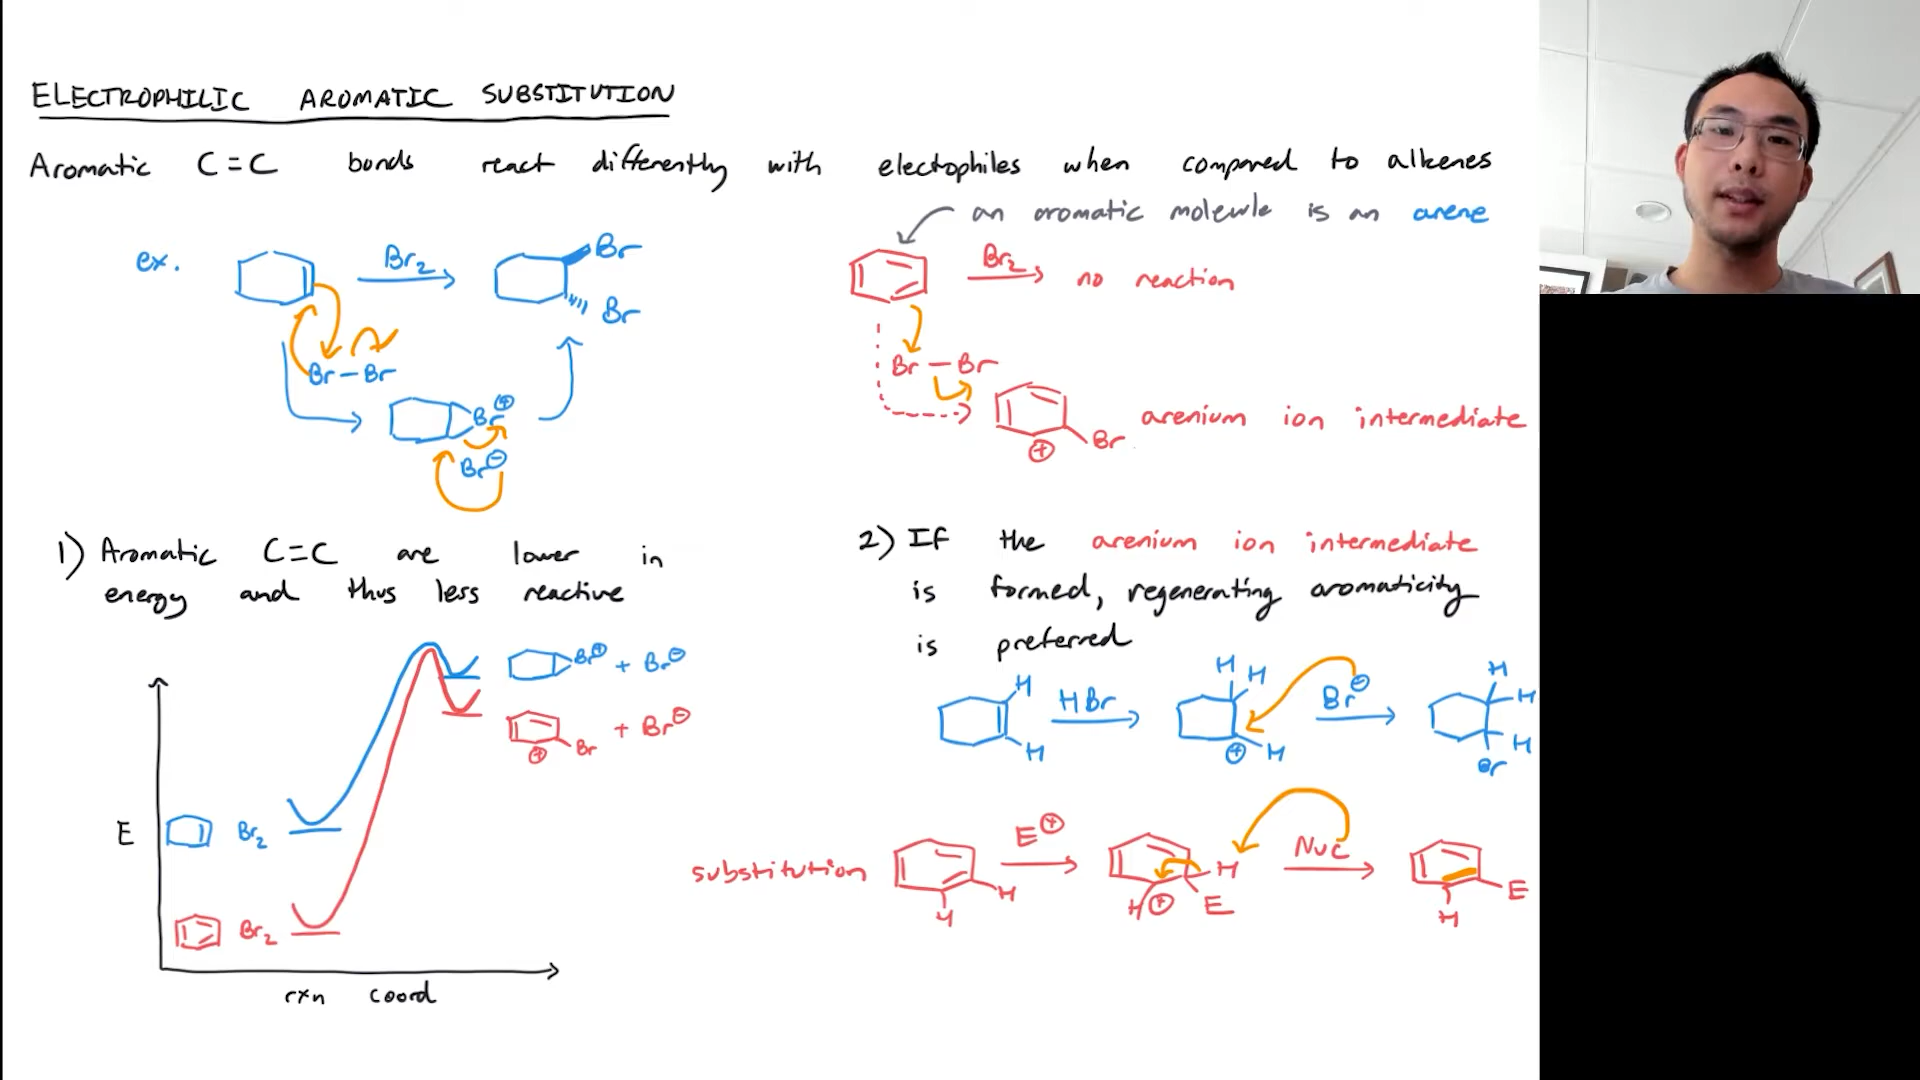 ELECTROPHILIC AROMATIC SUBSTITUTION
Aromatic C=C bonds react differently with electophiles when compared to alkenes
an aromatic molecule is an arene
ex.
Br2
Br
Br
Br2
no reaction
Br-Br
Br-Br
Br⊕
Br⊖
⊕
Br
arenium ion intermediate
1) Aromatic C=C are lower in
energy and thus less reactive
Br⊕ + Br⊖
⊕ Br + Br⊖
E
Br2
Br2
rxn coord
2) If the arenium ion intermediate
is formed, regenerating aromaticity
is preferred
H
H
HBr
H
H
⊕
H
Br⊖
H
H
H
Br
substitution
H
H
E⊕
H
H⊕
E
Nuc
E
H